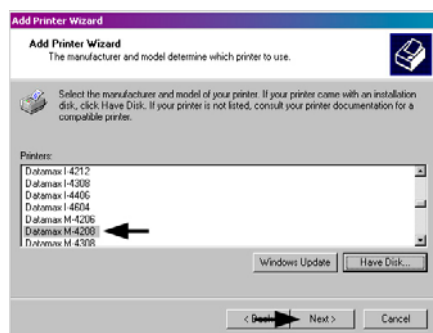 Add Printer Wizard
Add Printer Wizard
The manufacturer and model determine which printer to use.
Select the manufacturer and model of your printer. If your printer came with an installation
disk, click Have Disk. If your printer is not listed, consult your printer documentation for a
compatible printer.
Printers:
Datamax I-4212
Datamax I-4308
Datamax I-4406
Datamax I-4604
Datamax M-4206
Datamax M-4208
Datamax M-4308
Windows Update Have Disk...
< Next > Cancel